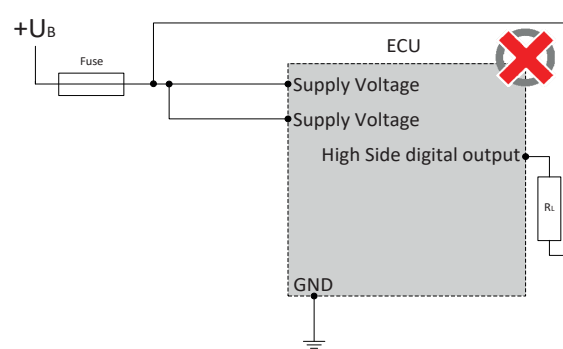 +UB
Fuse
ECU
Supply Voltage
Supply Voltage
High Side digital output
RL
GND